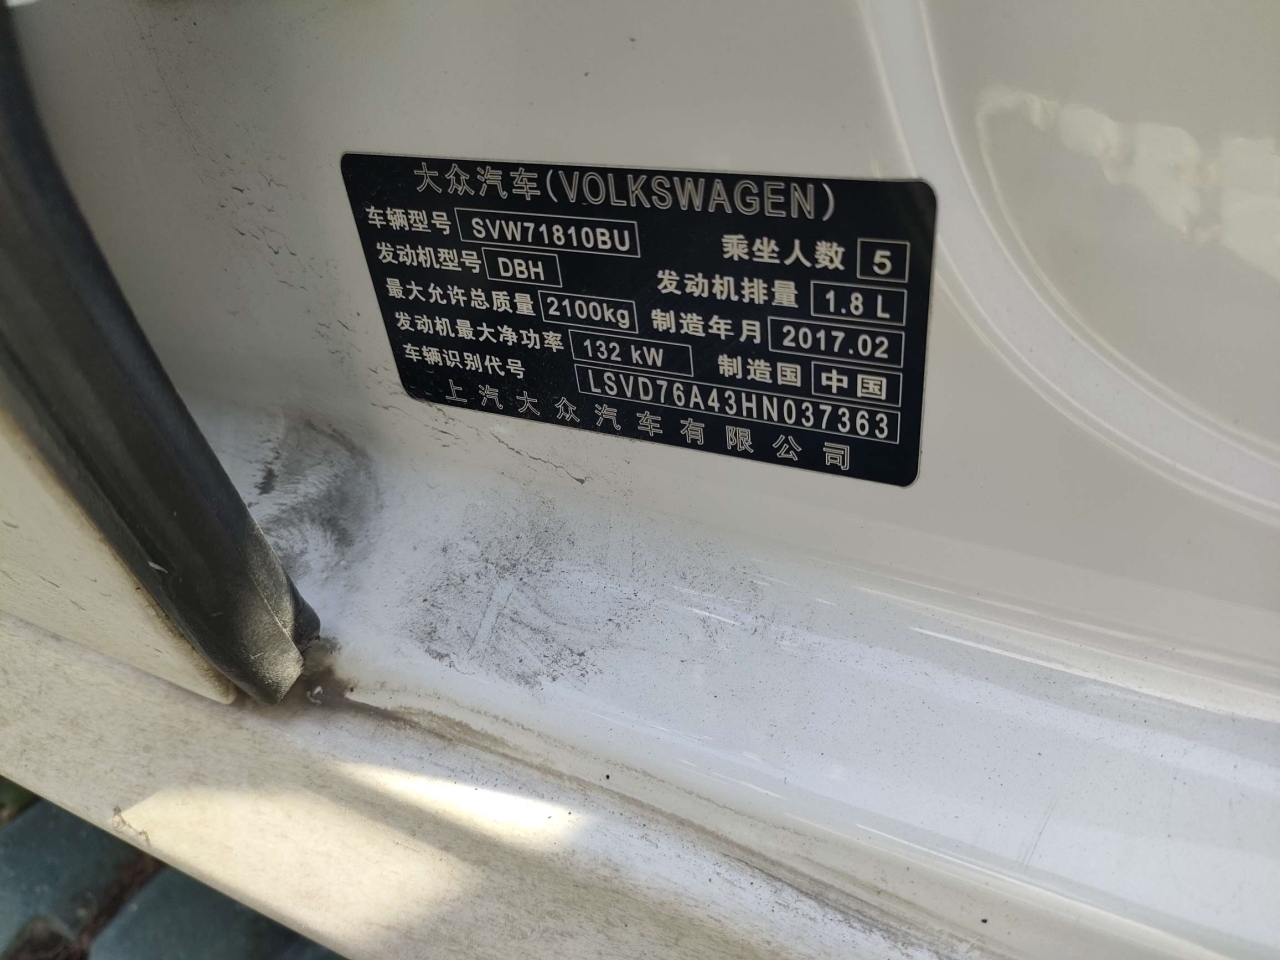 大众汽车(VOLKSWAGEN)
车辆型号 SVW71810BU 乘坐人数 5
发动机型号 DBH 发动机排量 1.8 L
最大允许总质量 2100kg 制造年月 2017.02
发动机最大净功率 132 kW 制造国 中国
车辆识别代号 LSVD76A43HN037363
上汽大众汽车有限公司